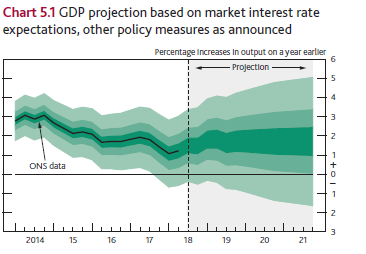 Chart 5.1 GDP projection based on market interest rate
expectations, other policy measures as announced
Percentage increases in output on a year earlier
Projection
ONS data
6
5
4
3
2
1
+
0
–
1
2
3
2014 15 16 17 18 19 20 21